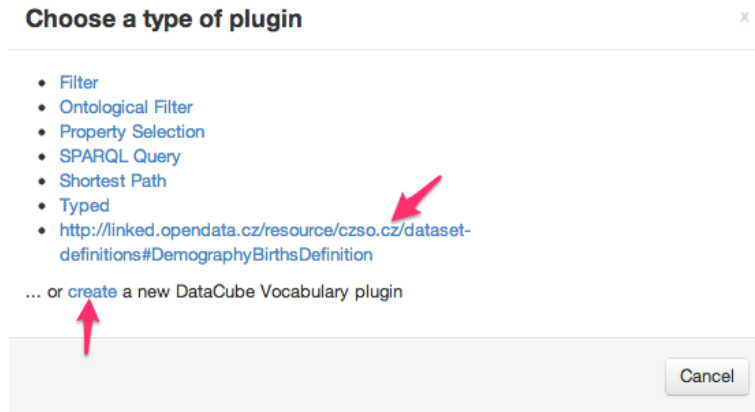 Choose a type of plugin
x
• Filter
• Ontological Filter
• Property Selection
• SPARQL Query
• Shortest Path
• Typed
• http://linked.opendata.cz/resource/czso.cz/dataset-
definitions#DemographyBirthsDefinition
... or create a new DataCube Vocabulary plugin
Cancel